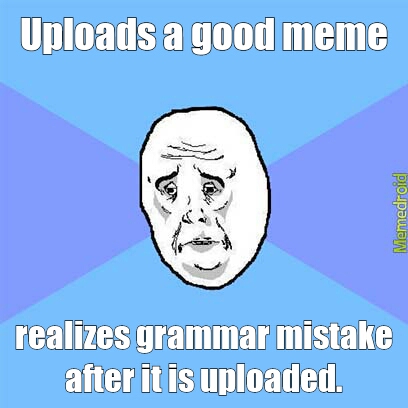 Uploads a good meme
Memedroid
realizes grammar mistake
after it is uploaded.